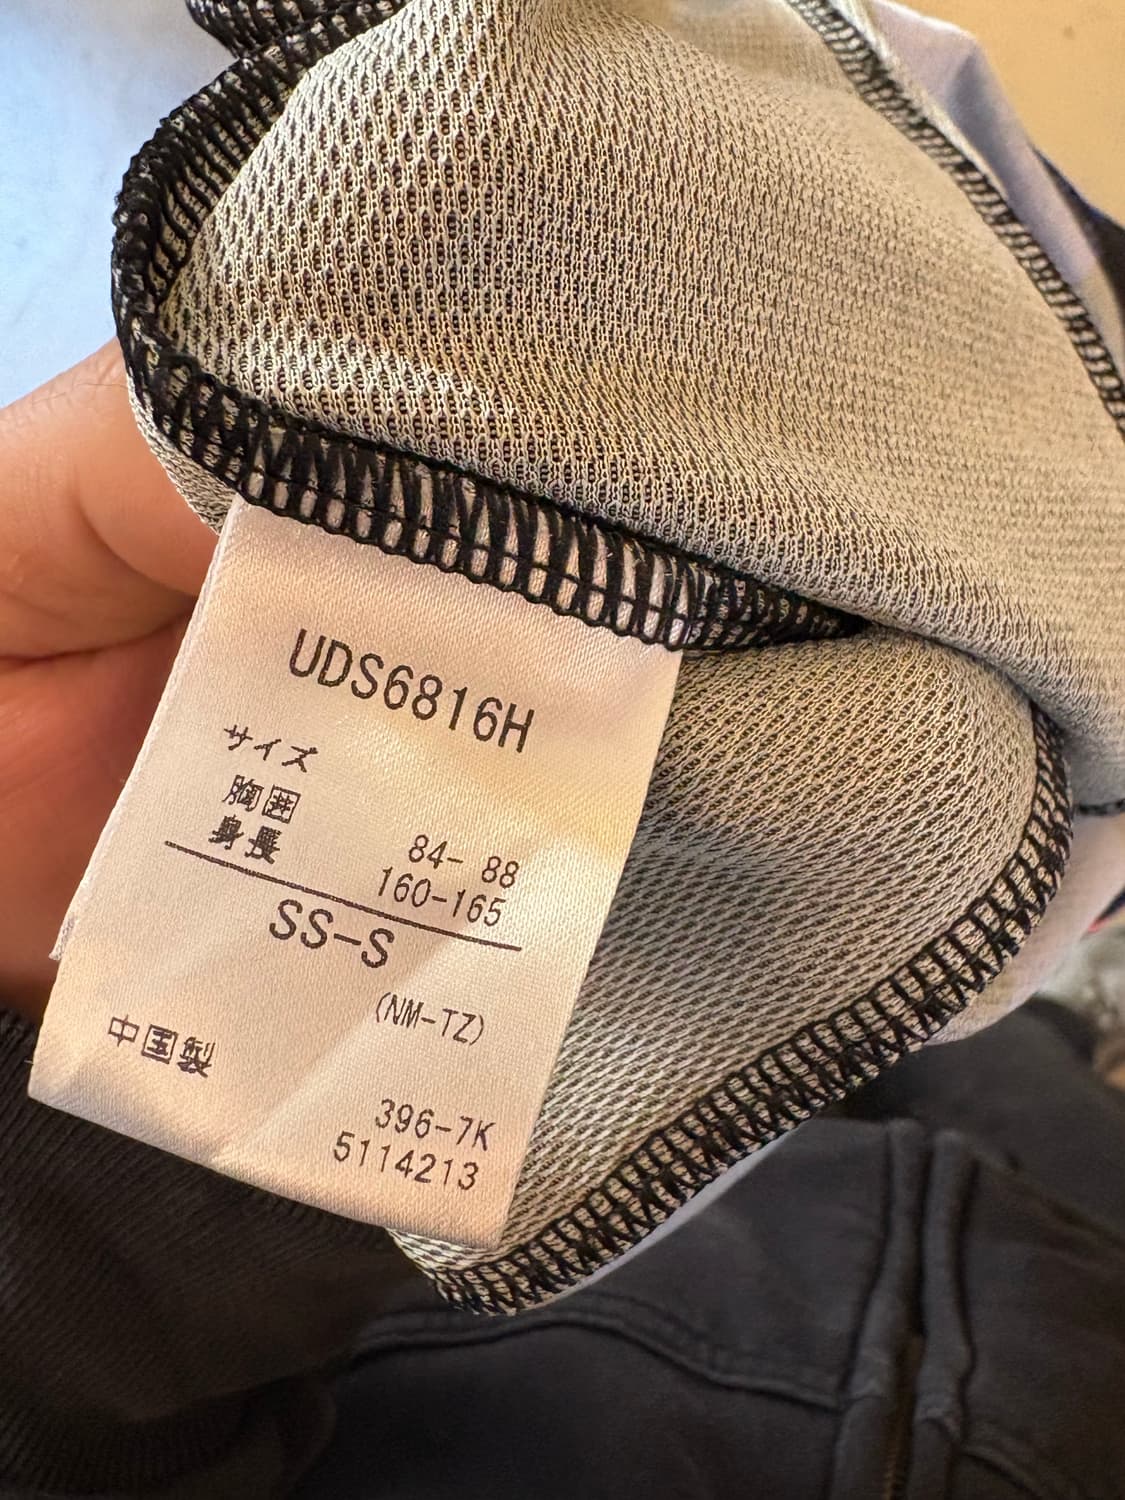 UDS6816H
サイズ
胸囲 84- 88
身長 160-165
SS-S
(NM-TZ)
中国製
396-7K
5114213